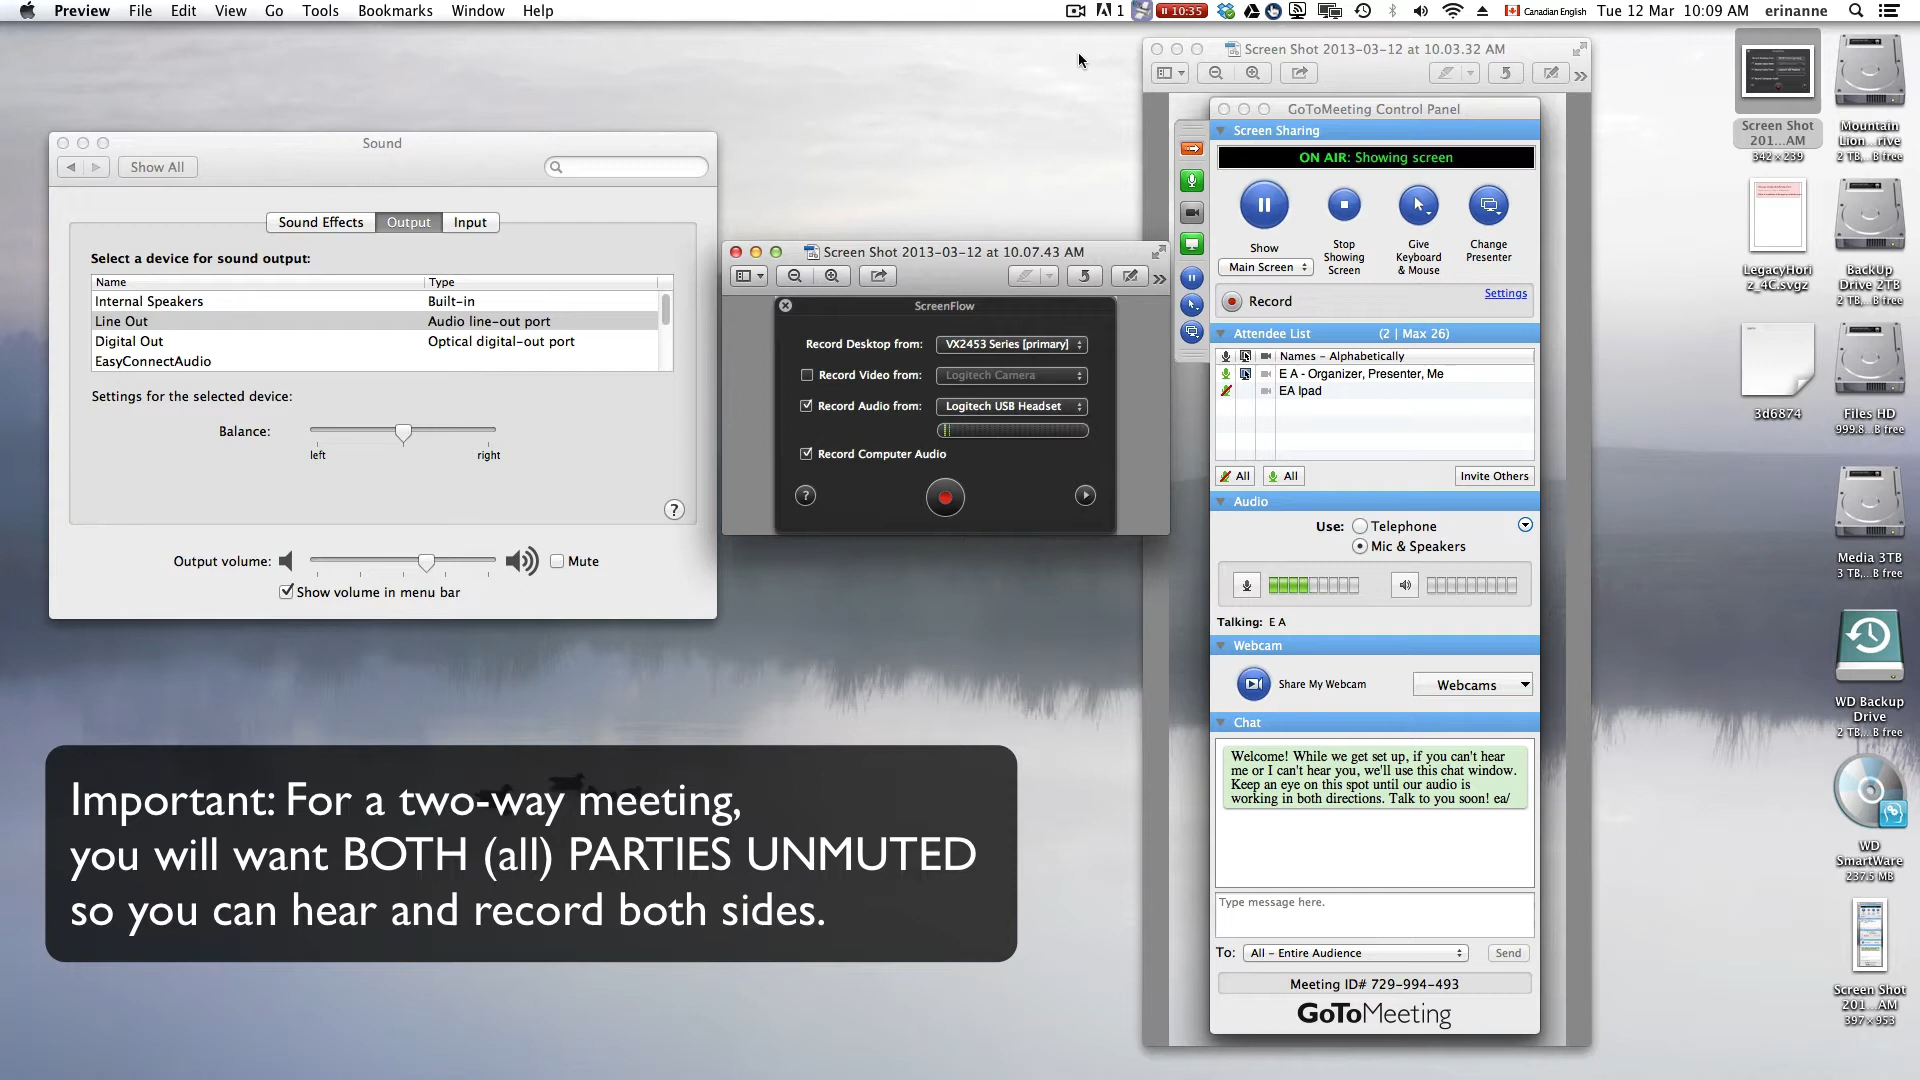 Preview File Edit View Go Tools Bookmarks Window Help
1 10:35 Canadian English Tue 12 Mar 10:09 AM erinanne
Sound
Show All
Sound Effects Output Input
Select a device for sound output:
Name Type
Internal Speakers Built-in
Line Out Audio line-out port
Digital Out Optical digital-out port
EasyConnectAudio
Settings for the selected device:
Balance:
left right
?
Output volume: Mute
Show volume in menu bar
Screen Shot 2013-03-12 at 10.07.43 AM
ScreenFlow
Record Desktop from: VX2453 Series [primary]
Record Video from: Logitech Camera
Record Audio from: Logitech USB Headset
Record Computer Audio
?
Screen Shot 2013-03-12 at 10.03.32 AM
GoToMeeting Control Panel
Screen Sharing
ON AIR: Showing screen
Show
Main Screen
Stop
Showing
Screen
Give
Keyboard
& Mouse
Change
Presenter
Record Settings
Attendee List (2 | Max 26)
Names - Alphabetically
E A - Organizer, Presenter, Me
EA Ipad
All All Invite Others
Audio
Use: Telephone
Mic & Speakers
Talking: E A
Webcam
Share My Webcam Webcams
Chat
Welcome! While we get set up, if you can't hear
me or I can't hear you, we'll use this chat window.
Keep an eye on this spot until our audio is
working in both directions. Talk to you soon! ea/
Type message here.
To: All - Entire Audience Send
Meeting ID# 729-994-493
GoToMeeting
Screen Shot
201...AM
342 × 239
LegacyHori
z_4C.svgz
3d6874
Mountain
Lion...rive
2 TB,...B free
BackUp
Drive 2TB
2 TB,...B free
Files HD
999.8...B free
Media 3TB
3 TB,...B free
WD Backup
Drive
2 TB,...B free
WD
SmartWare
237.5 MB
Screen Shot
201...AM
397 × 953
Important: For a two-way meeting,
you will want BOTH (all) PARTIES UNMUTED
so you can hear and record both sides.